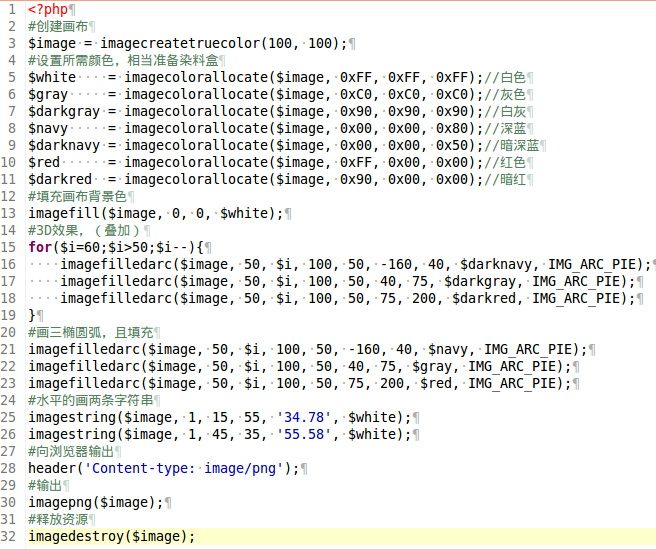 1 <?php
2 #创建画布
3 $image = imagecreatetruecolor(100, 100);
4 #设置所需颜色，相当准备染料盒
5 $white    = imagecolorallocate($image, 0xFF, 0xFF, 0xFF);//白色
6 $gray     = imagecolorallocate($image, 0xC0, 0xC0, 0xC0);//灰色
7 $darkgray = imagecolorallocate($image, 0x90, 0x90, 0x90);//白灰
8 $navy     = imagecolorallocate($image, 0x00, 0x00, 0x80);//深蓝
9 $darknavy = imagecolorallocate($image, 0x00, 0x00, 0x50);//暗深蓝
10 $red      = imagecolorallocate($image, 0xFF, 0x00, 0x00);//红色
11 $darkred  = imagecolorallocate($image, 0x90, 0x00, 0x00);//暗红
12 #填充画布背景色
13 imagefill($image, 0, 0, $white);
14 #3D效果，（叠加）
15 for($i=60;$i>50;$i--){
16     imagefilledarc($image, 50, $i, 100, 50, -160, 40, $darknavy, IMG_ARC_PIE);
17     imagefilledarc($image, 50, $i, 100, 50, 40, 75, $darkgray, IMG_ARC_PIE);
18     imagefilledarc($image, 50, $i, 100, 50, 75, 200, $darkred, IMG_ARC_PIE);
19 }
20 #画三椭圆弧，且填充
21 imagefilledarc($image, 50, $i, 100, 50, -160, 40, $navy, IMG_ARC_PIE);
22 imagefilledarc($image, 50, $i, 100, 50, 40, 75, $gray, IMG_ARC_PIE);
23 imagefilledarc($image, 50, $i, 100, 50, 75, 200, $red, IMG_ARC_PIE);
24 #水平的画两条字符串
25 imagestring($image, 1, 15, 55, '34.78', $white);
26 imagestring($image, 1, 45, 35, '55.58', $white);
27 #向浏览器输出
28 header('Content-type: image/png');
29 #输出
30 imagepng($image);
31 #释放资源
32 imagedestroy($image);